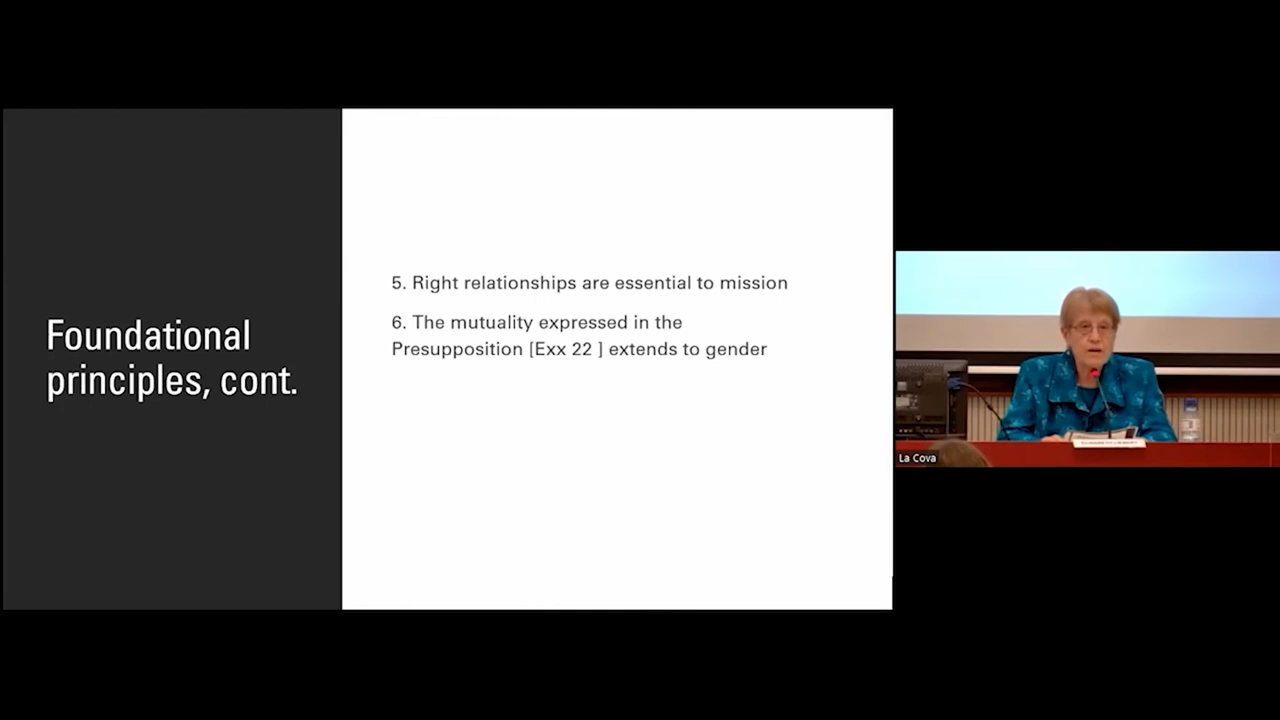 Foundational
principles, cont.
5. Right relationships are essential to mission
6. The mutuality expressed in the
Presupposition [Exx 22 ] extends to gender
La Cova